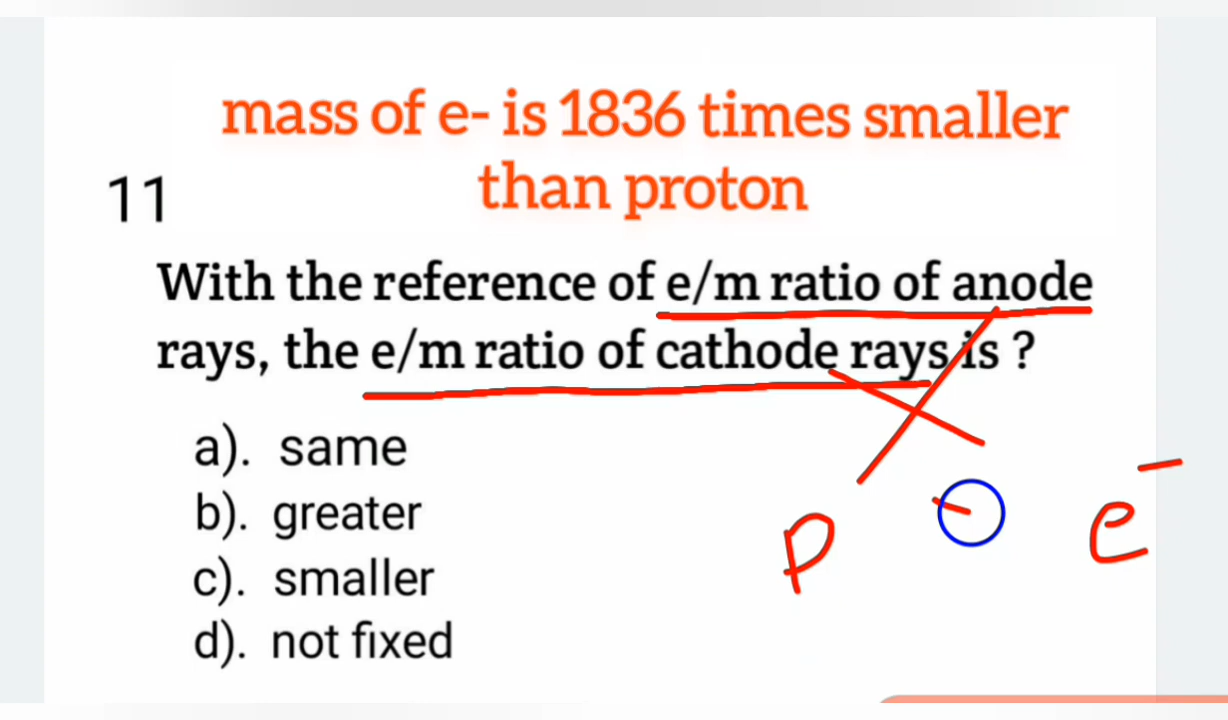 mass of e- is 1836 times smaller
than proton
11
With the reference of e/m ratio of anode
rays, the e/m ratio of cathode rays is ?
a). same
b). greater
c). smaller
d). not fixed
p e⁻